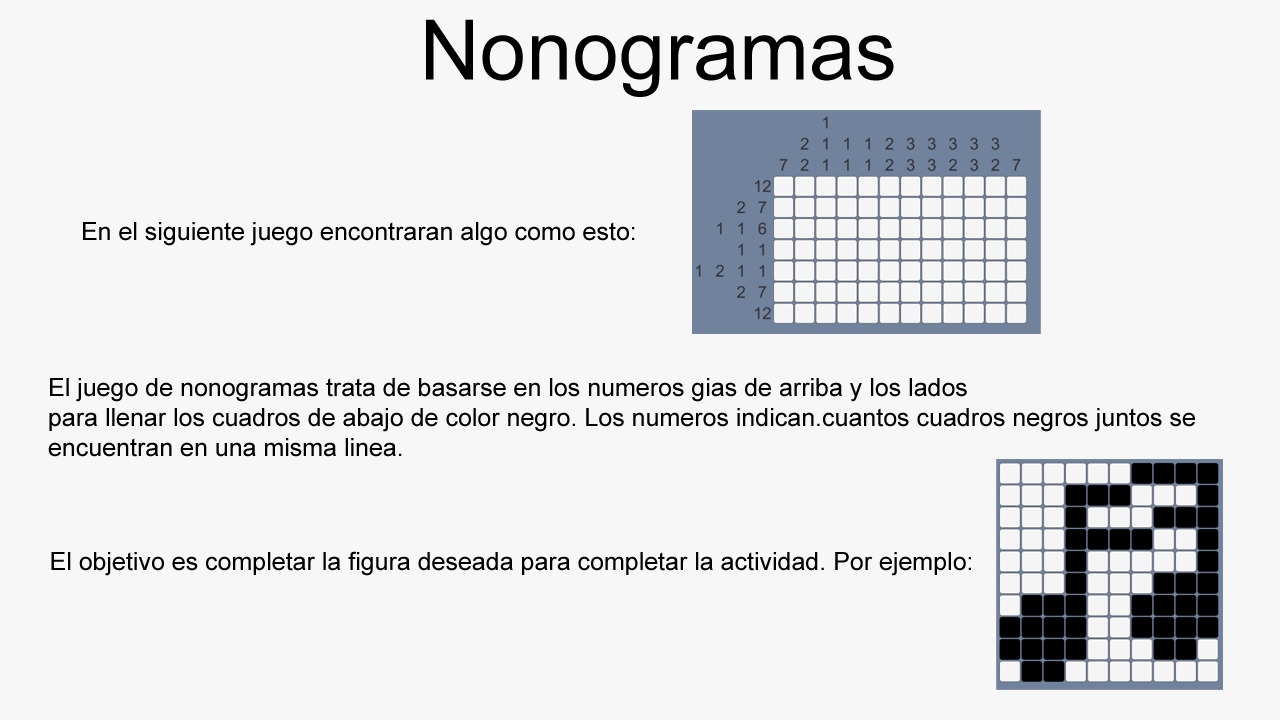 Nonogramas
1
2 1 1 1 2 3 3 3 3 3
7 2 1 1 1 2 3 3 2 3 2 7
12
2 7
1 1 6
En el siguiente juego encontraran algo como esto:
1 1
1 2 1 1
2 7
12
El juego de nonogramas trata de basarse en los numeros gias de arriba y los lados
para llenar los cuadros de abajo de color negro. Los numeros indican.cuantos cuadros negros juntos se
encuentran en una misma linea.
El objetivo es completar la figura deseada para completar la actividad. Por ejemplo: